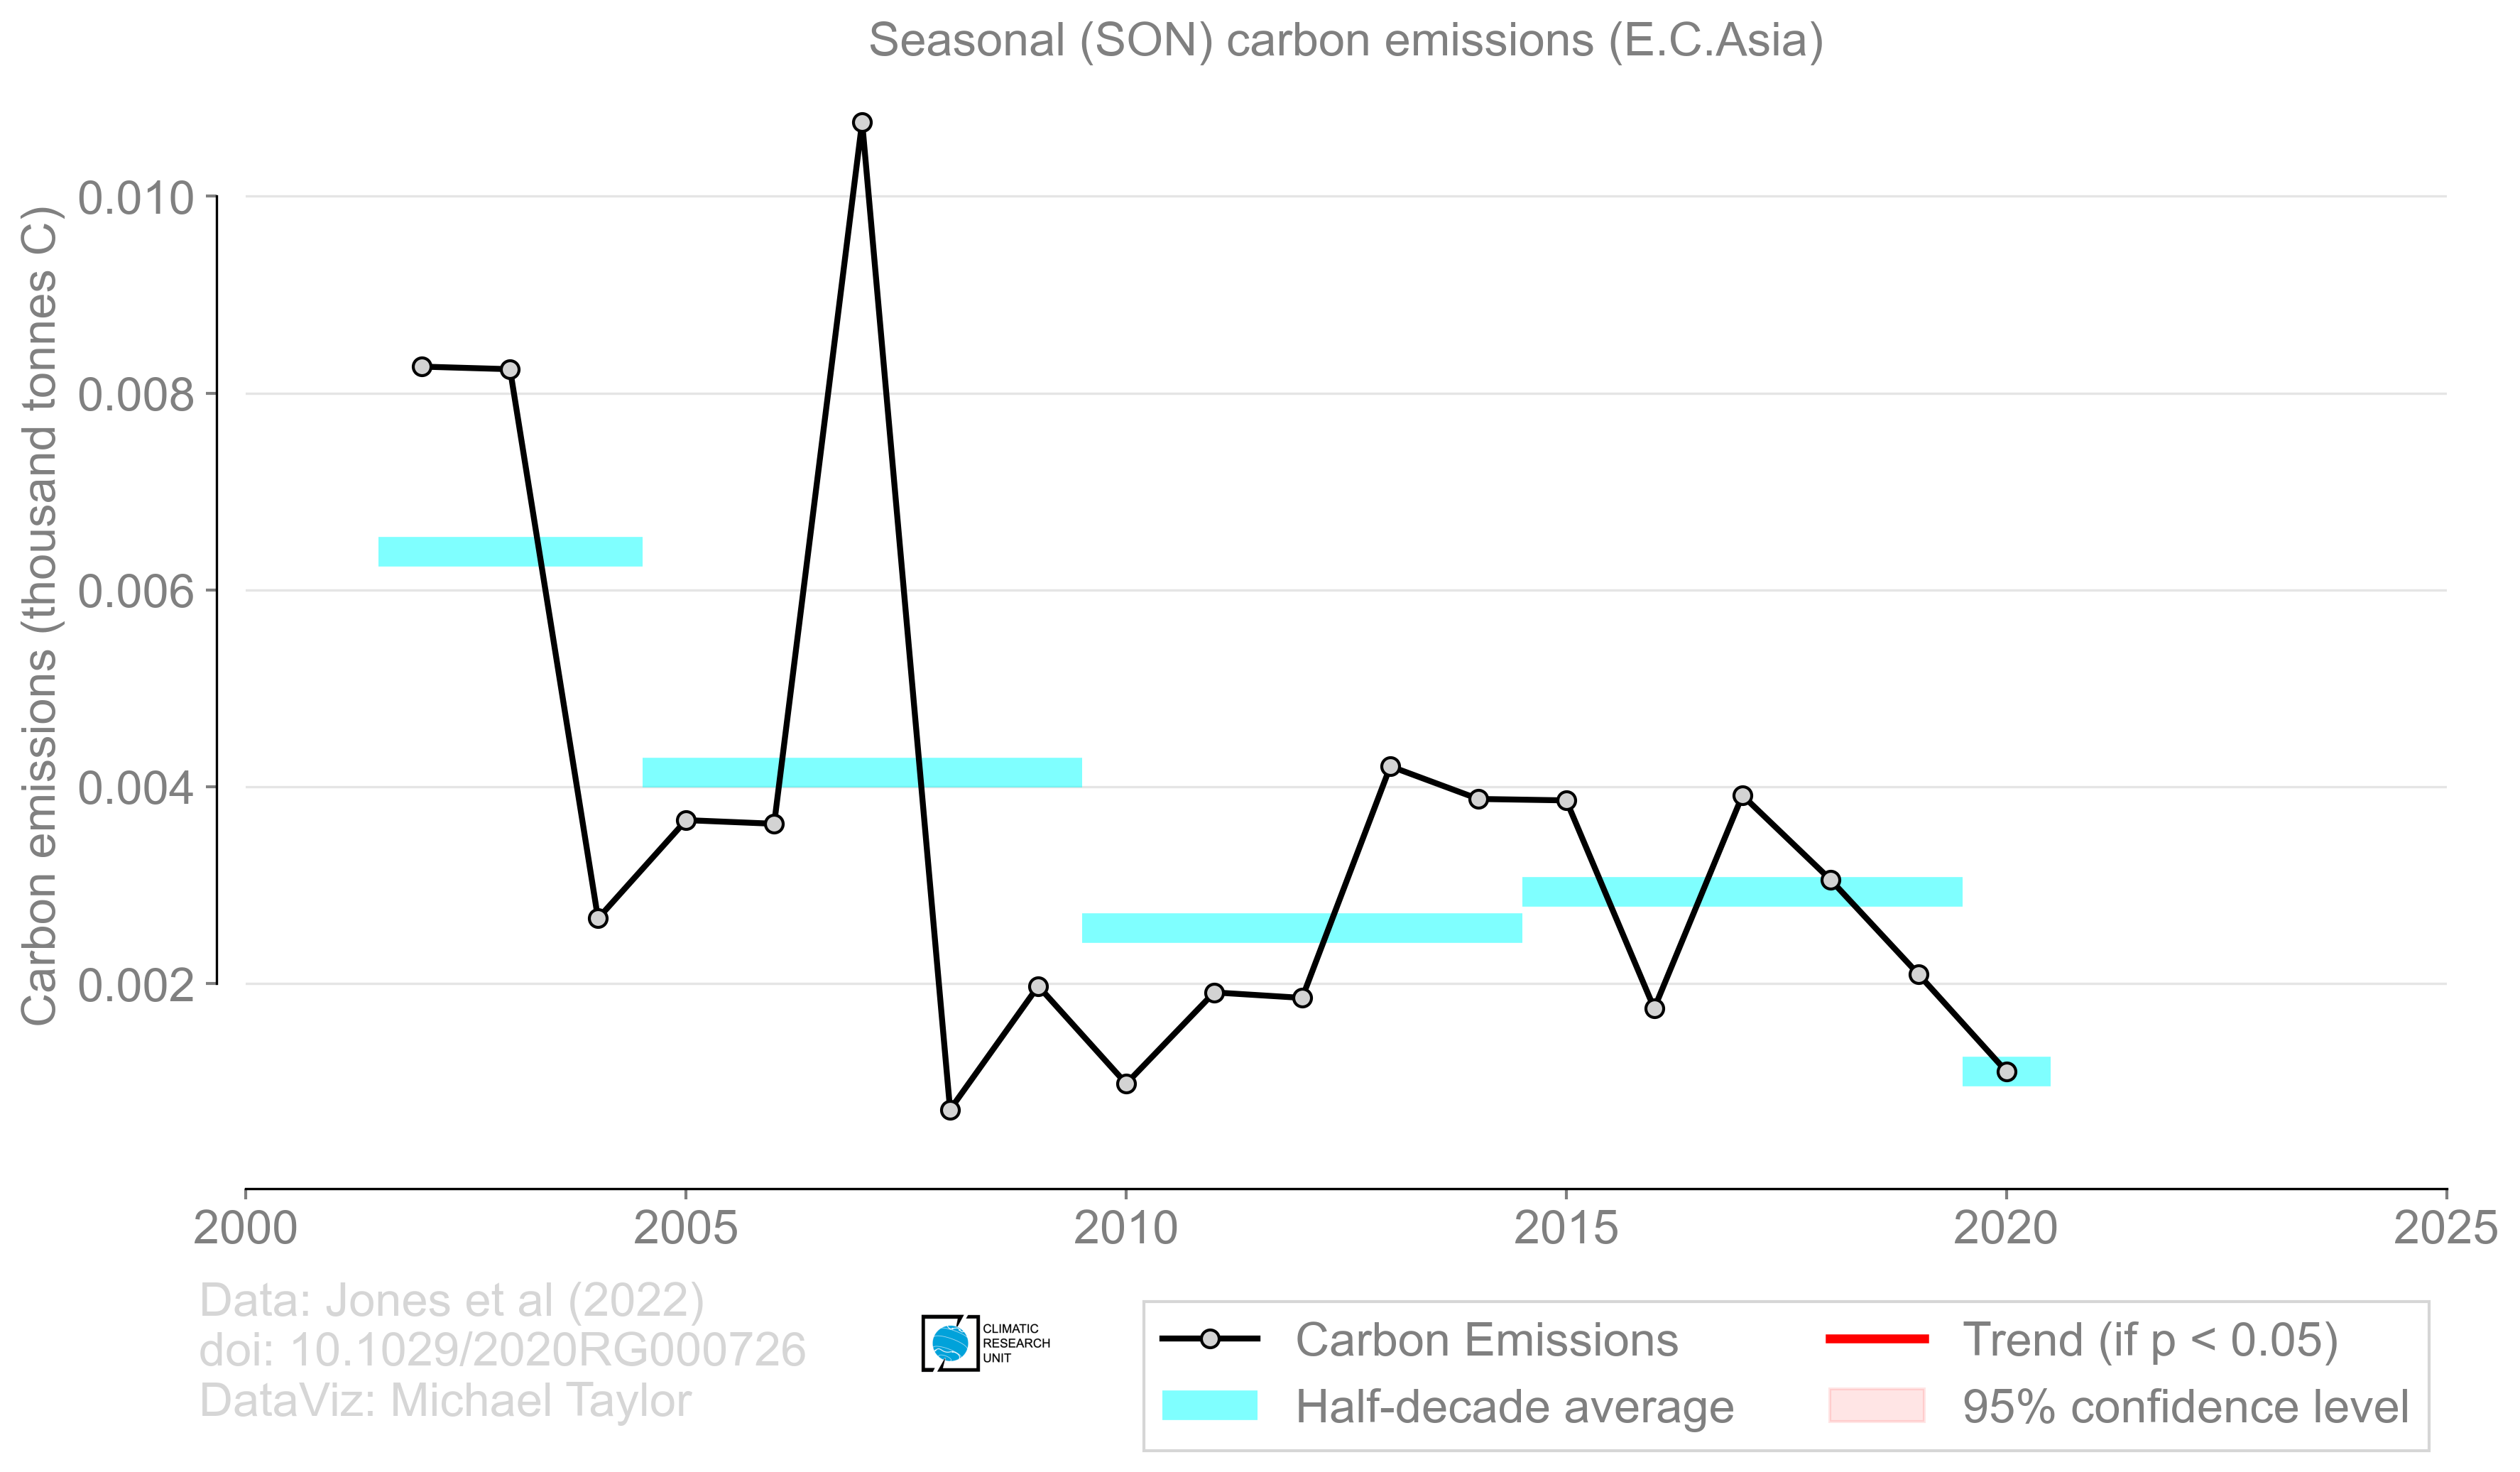 Seasonal (SON) carbon emissions (E.C.Asia)
Carbon emissions (thousand tonnes C)
0.010
0.008
0.006
0.004
0.002
2000 2005 2010 2015 2020 2025
Data: Jones et al (2022)
doi: 10.1029/2020RG000726
DataViz: Michael Taylor
CLIMATIC
RESEARCH
UNIT
Carbon Emissions
Half-decade average
Trend (if p < 0.05)
95% confidence level